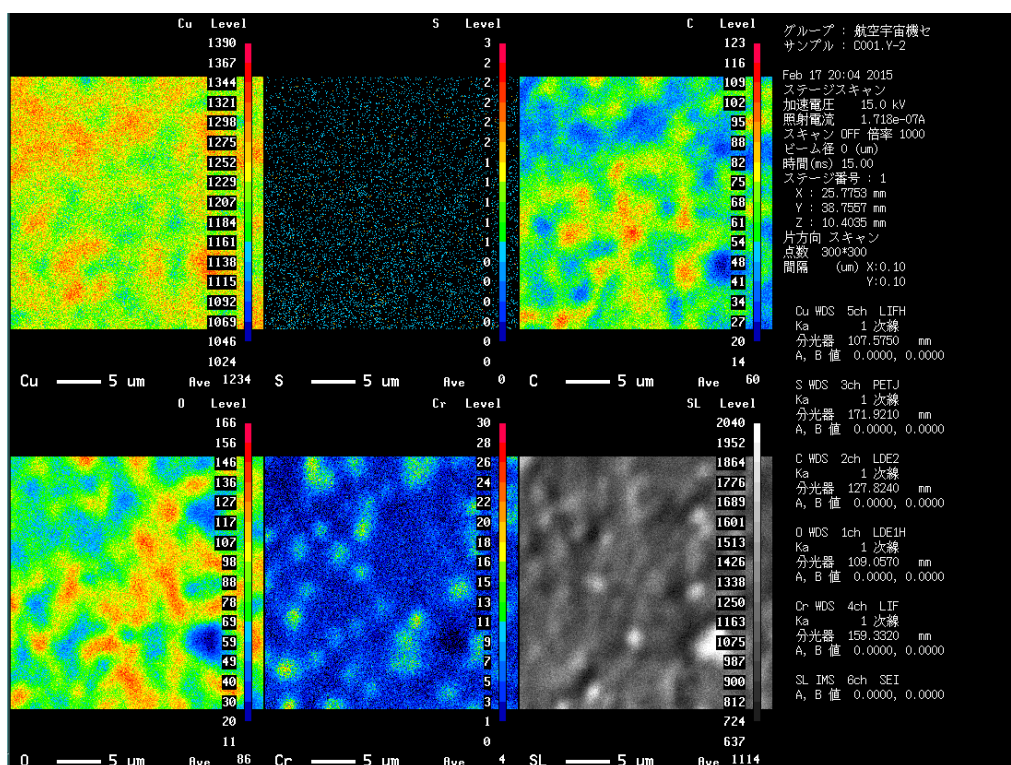 Cu Level
1390
1367
1344
1321
1298
1275
1252
1229
1207
1184
1161
1138
1115
1092
1069
1046
1024
Cu 5 um Ave 1234
S Level
3
2
2
2
2
2
2
1
1
1
1
1
0
0
0
0
0
S 5 um Ave 0
C Level
123
116
109
102
95
88
82
75
68
61
54
48
41
34
27
20
14
C 5 um Ave 60
O Level
166
156
146
136
127
117
107
98
88
78
69
59
49
40
30
20
11
O 5 um Ave 86
Cr Level
30
28
26
24
22
20
18
16
15
13
11
9
7
5
3
1
0
Cr 5 um Ave 4
SL Level
2040
1952
1864
1776
1689
1601
1513
1426
1338
1250
1163
1075
987
900
812
724
637
SL 5 um Ave 1114
グループ : 航空宇宙機セ
サンプル : C001.Y-2
Feb 17 20:04 2015
ステージスキャン
加速電圧 15.0 kV
照射電流 1.718e-07A
スキャン OFF 倍率 1000
ビーム径 0 (um)
時間(ms) 15.00
ステージ番号 : 1
X : 25.7753 mm
Y : 38.7557 mm
Z : 10.4035 mm
片方向 スキャン
点数 300*300
間隔 (um) X:0.10
Y:0.10
Cu WDS 5ch LIFH
Ka 1 次線
分光器 107.5750 mm
A, B 値 0.0000, 0.0000
S WDS 3ch PETJ
Ka 1 次線
分光器 171.9210 mm
A, B 値 0.0000, 0.0000
C WDS 2ch LDE2
Ka 1 次線
分光器 127.8240 mm
A, B 値 0.0000, 0.0000
O WDS 1ch LDE1H
Ka 1 次線
分光器 109.0570 mm
A, B 値 0.0000, 0.0000
Cr WDS 4ch LIF
Ka 1 次線
分光器 159.3320 mm
A, B 値 0.0000, 0.0000
SL IMS 6ch SEI
A, B 値 0.0000, 0.0000